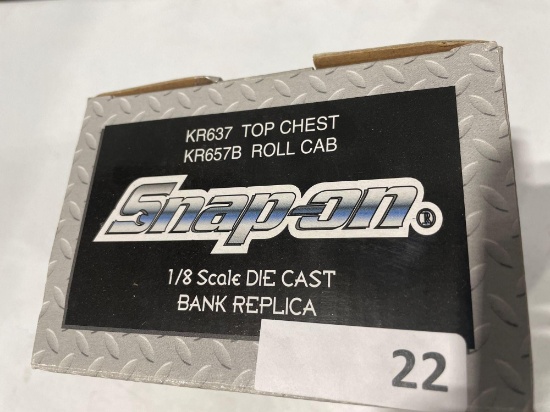 KR637 TOP CHEST
KR657B ROLL CAB
Snap-on®
1/8 Scale DIE CAST
BANK REPLICA
22